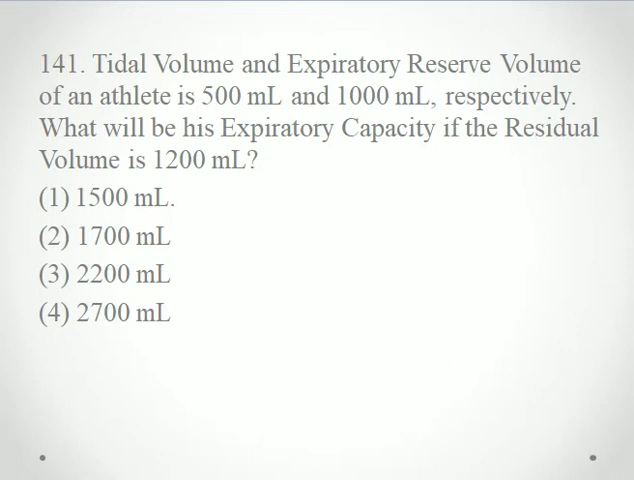 141. Tidal Volume and Expiratory Reserve Volume
of an athlete is 500 mL and 1000 mL, respectively.
What will be his Expiratory Capacity if the Residual
Volume is 1200 mL?
(1) 1500 mL.
(2) 1700 mL
(3) 2200 mL
(4) 2700 mL